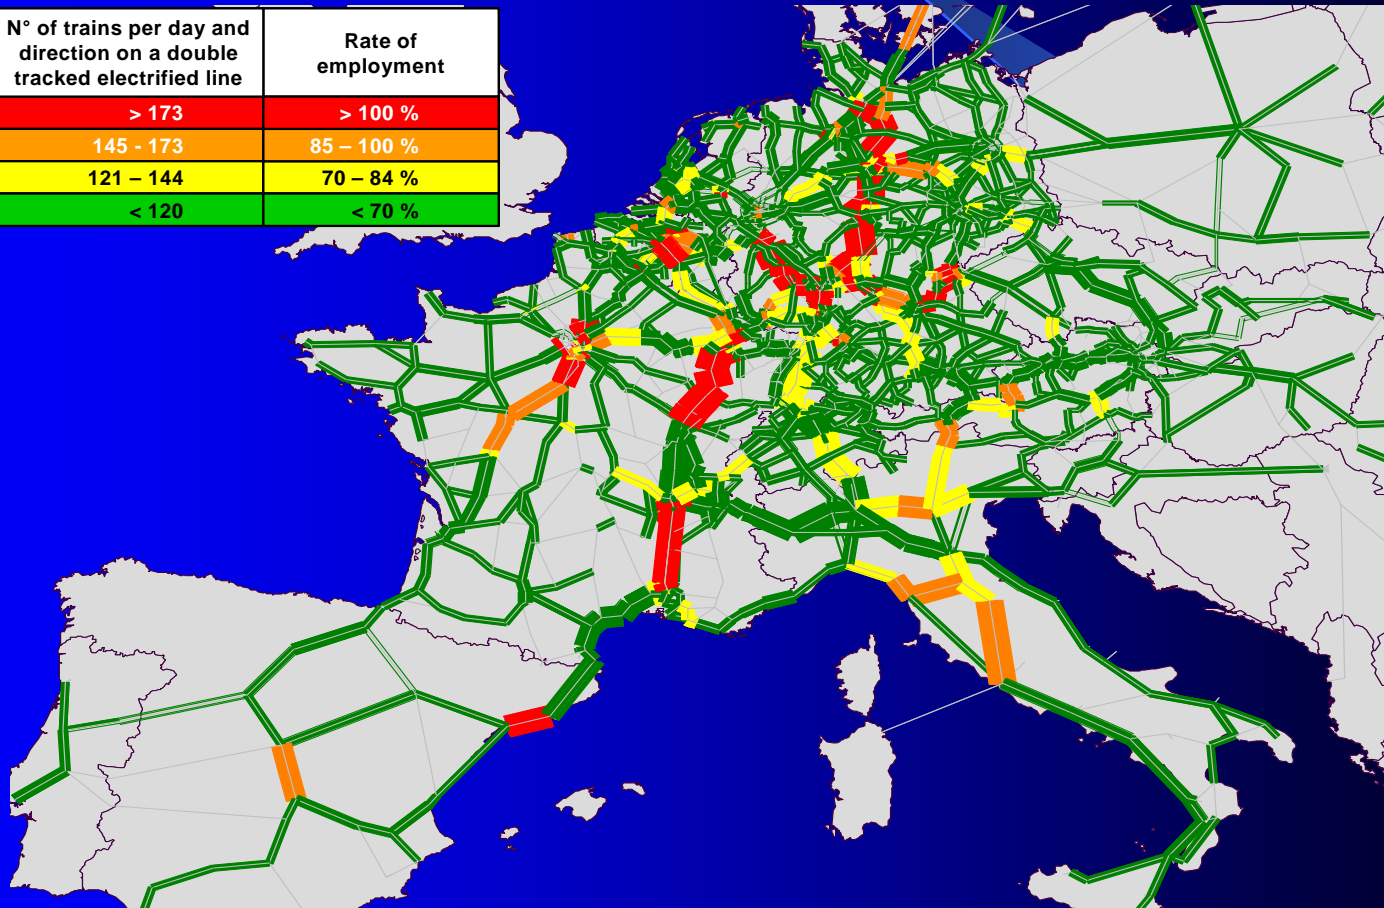 N° of trains per day and
direction on a double
tracked electrified line
Rate of
employment
> 173
> 100 %
145 - 173
85 – 100 %
121 – 144
70 – 84 %
< 120
< 70 %